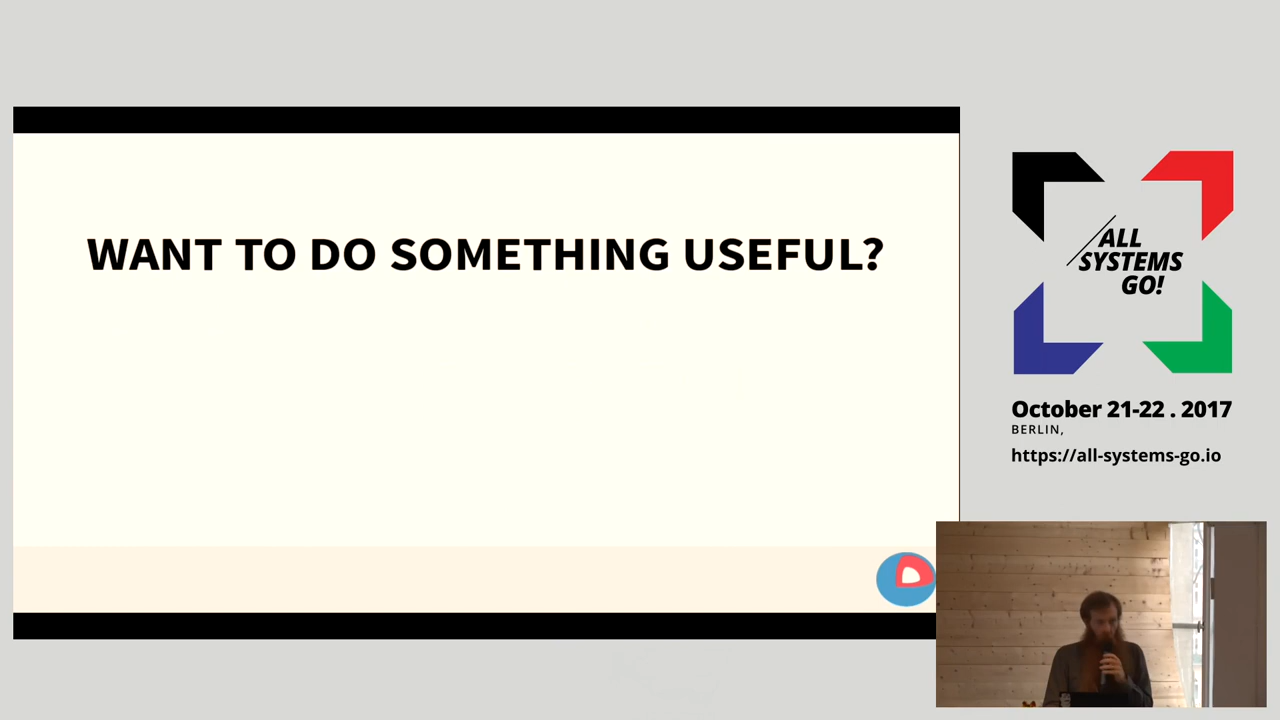 WANT TO DO SOMETHING USEFUL?
ALL
SYSTEMS
GO!
October 21-22 . 2017
BERLIN,
https://all-systems-go.io